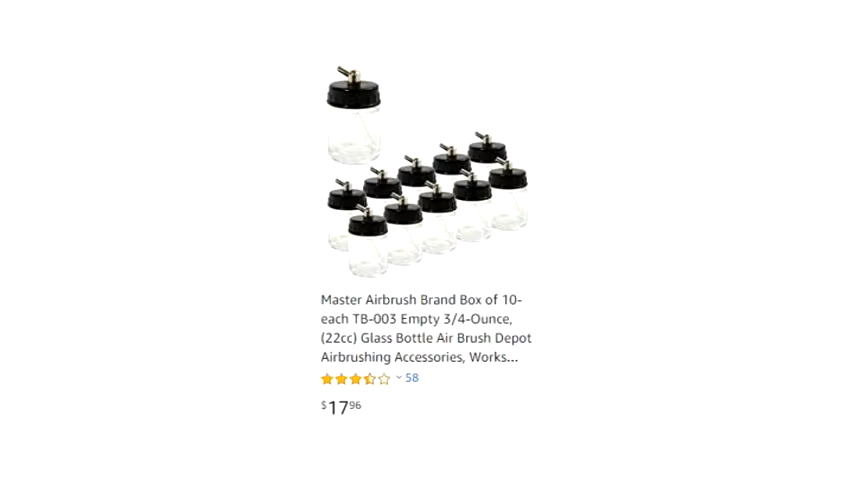 Master Airbrush Brand Box of 10-
each TB-003 Empty 3/4-Ounce,
(22cc) Glass Bottle Air Brush Depot
Airbrushing Accessories, Works...
58
$17 96